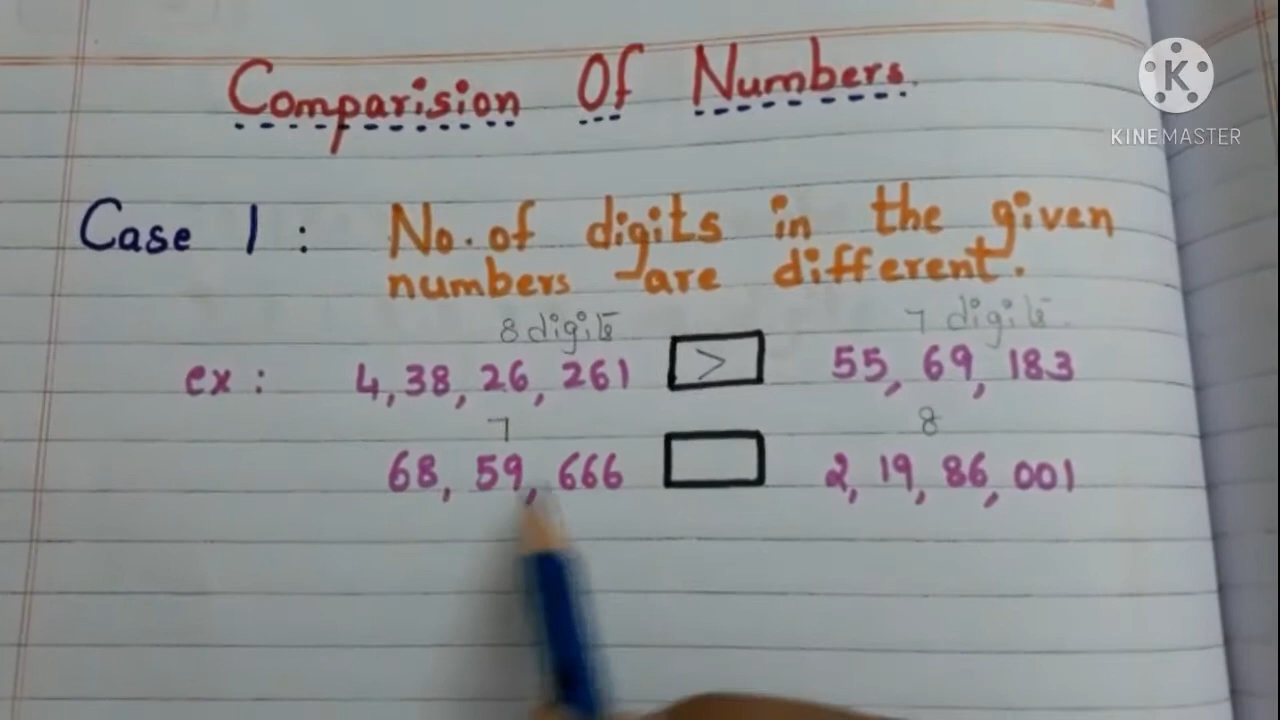 Comparision Of Numbers.
KINEMASTER
Case 1 : No. of digits in the given
numbers are different.
8 digits 7 digits
ex : 4,38,26,261 > 55,69,183
7 8
68,59,666 2,19,86,001